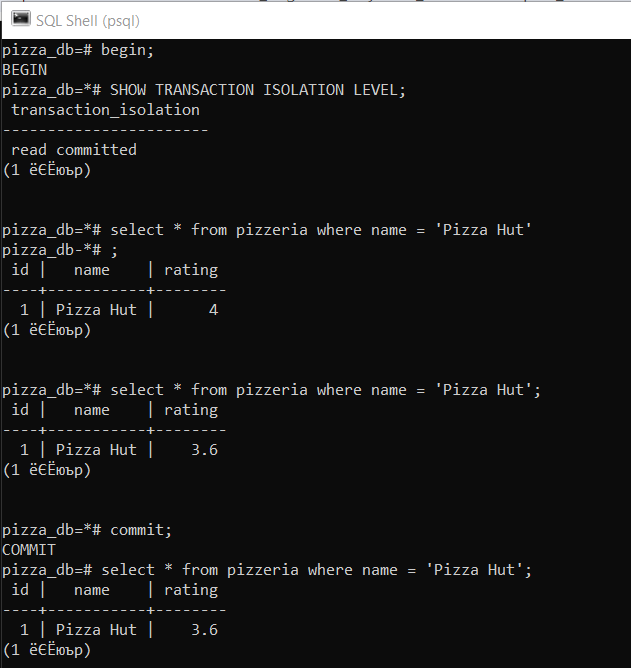 SQL Shell (psql)
pizza_db=# begin;
BEGIN
pizza_db=*# SHOW TRANSACTION ISOLATION LEVEL;
 transaction_isolation
-----------------------
 read committed
(1 ёЄЁюър)
pizza_db=*# select * from pizzeria where name = 'Pizza Hut'
pizza_db-*# ;
 id |   name    | rating
----+-----------+--------
  1 | Pizza Hut |      4
(1 ёЄЁюър)
pizza_db=*# select * from pizzeria where name = 'Pizza Hut';
 id |   name    | rating
----+-----------+--------
  1 | Pizza Hut |    3.6
(1 ёЄЁюър)
pizza_db=*# commit;
COMMIT
pizza_db=# select * from pizzeria where name = 'Pizza Hut';
 id |   name    | rating
----+-----------+--------
  1 | Pizza Hut |    3.6
(1 ёЄЁюър)